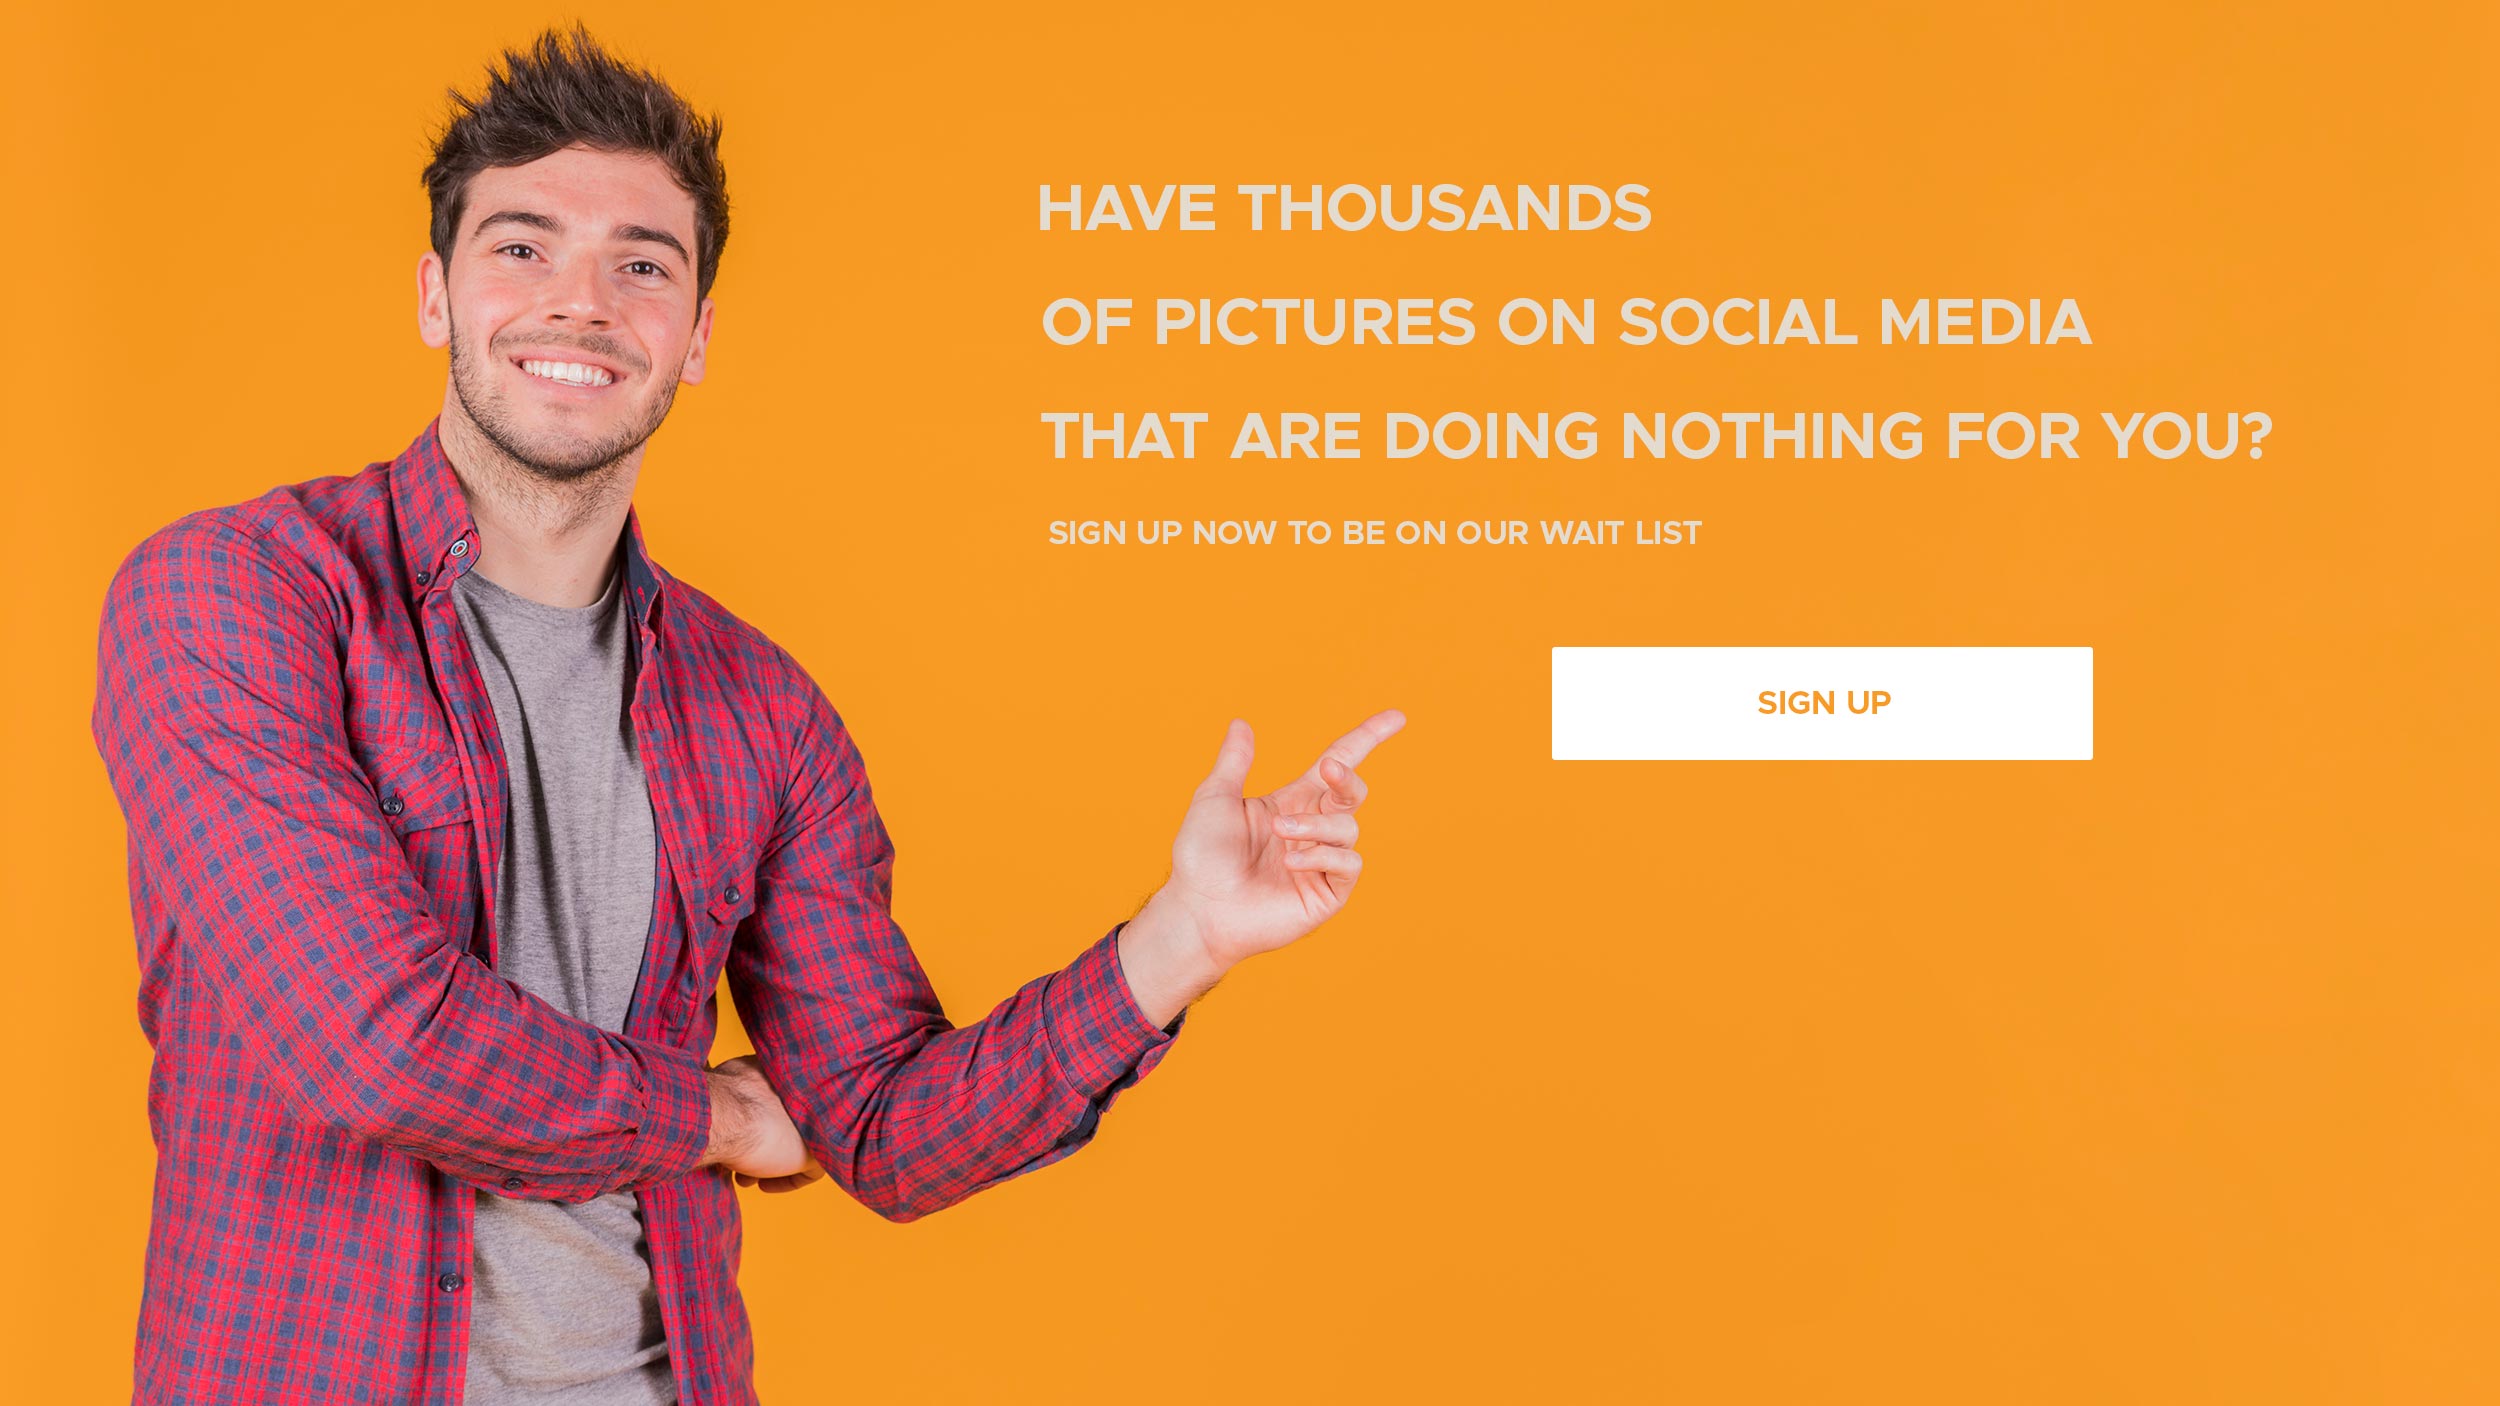 HAVE THOUSANDS
OF PICTURES ON SOCIAL MEDIA
THAT ARE DOING NOTHING FOR YOU?
SIGN UP NOW TO BE ON OUR WAIT LIST
SIGN UP